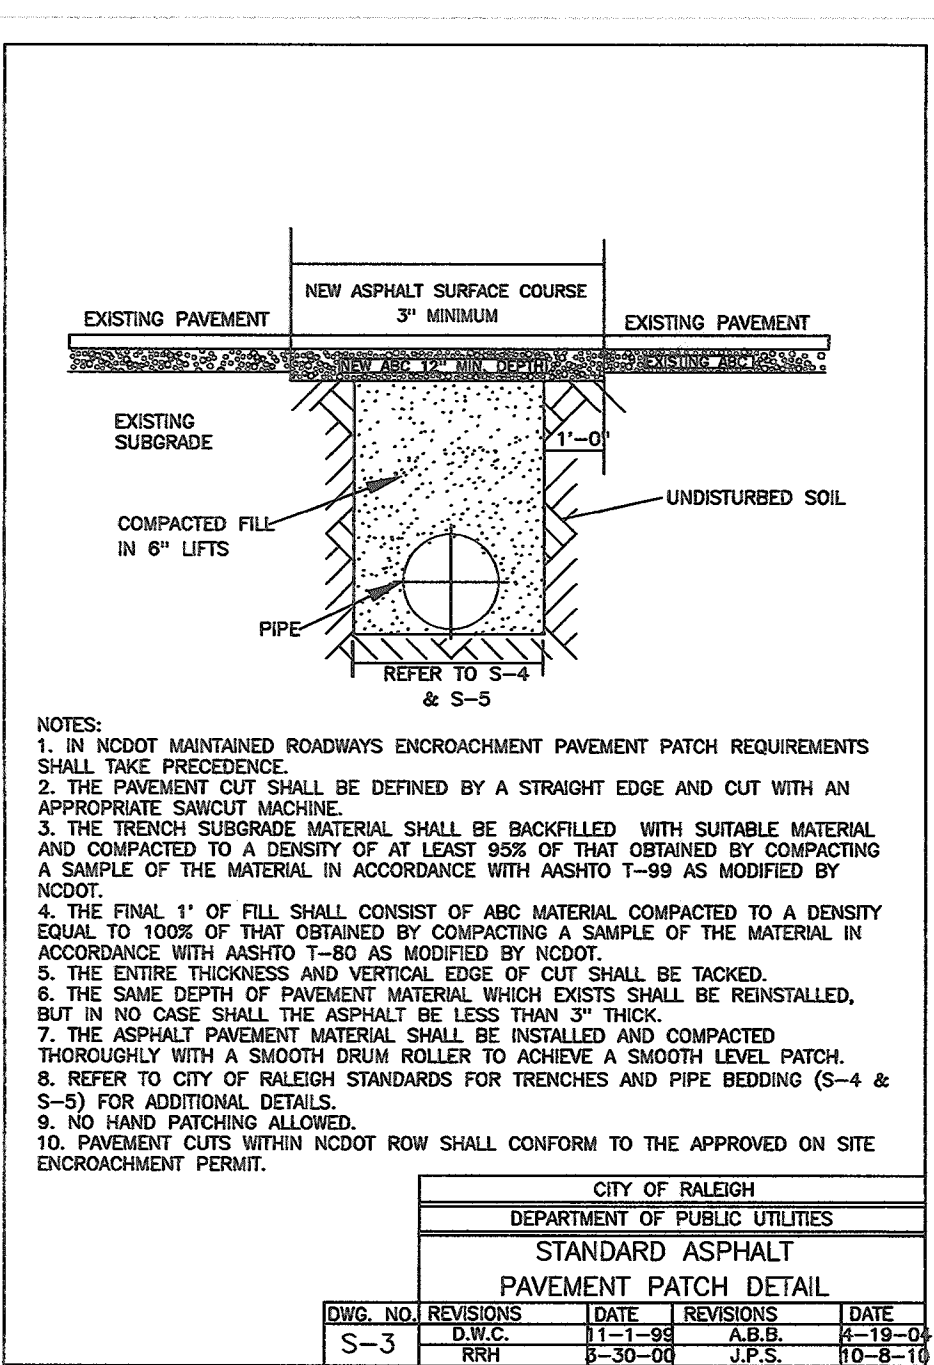 NEW ASPHALT SURFACE COURSE
3" MINIMUM
EXISTING PAVEMENT
EXISTING PAVEMENT
NEW ABC 12" MIN. DEPTH
EXISTING ABC
EXISTING
SUBGRADE
1'-0"
UNDISTURBED SOIL
COMPACTED FILL
IN 6" LIFTS
PIPE
REFER TO S-4
& S-5
NOTES:
1. IN NCDOT MAINTAINED ROADWAYS ENCROACHMENT PAVEMENT PATCH REQUIREMENTS
SHALL TAKE PRECEDENCE.
2. THE PAVEMENT CUT SHALL BE DEFINED BY A STRAIGHT EDGE AND CUT WITH AN
APPROPRIATE SAWCUT MACHINE.
3. THE TRENCH SUBGRADE MATERIAL SHALL BE BACKFILLED WITH SUITABLE MATERIAL
AND COMPACTED TO A DENSITY OF AT LEAST 95% OF THAT OBTAINED BY COMPACTING
A SAMPLE OF THE MATERIAL IN ACCORDANCE WITH AASHTO T-99 AS MODIFIED BY
NCDOT.
4. THE FINAL 1' OF FILL SHALL CONSIST OF ABC MATERIAL COMPACTED TO A DENSITY
EQUAL TO 100% OF THAT OBTAINED BY COMPACTING A SAMPLE OF THE MATERIAL IN
ACCORDANCE WITH AASHTO T-80 AS MODIFIED BY NCDOT.
5. THE ENTIRE THICKNESS AND VERTICAL EDGE OF CUT SHALL BE TACKED.
6. THE SAME DEPTH OF PAVEMENT MATERIAL WHICH EXISTS SHALL BE REINSTALLED,
BUT IN NO CASE SHALL THE ASPHALT BE LESS THAN 3" THICK.
7. THE ASPHALT PAVEMENT MATERIAL SHALL BE INSTALLED AND COMPACTED
THOROUGHLY WITH A SMOOTH DRUM ROLLER TO ACHIEVE A SMOOTH LEVEL PATCH.
8. REFER TO CITY OF RALEIGH STANDARDS FOR TRENCHES AND PIPE BEDDING (S-4 &
S-5) FOR ADDITIONAL DETAILS.
9. NO HAND PATCHING ALLOWED.
10. PAVEMENT CUTS WITHIN NCDOT ROW SHALL CONFORM TO THE APPROVED ON SITE
ENCROACHMENT PERMIT.
CITY OF RALEIGH
DEPARTMENT OF PUBLIC UTILITIES
STANDARD ASPHALT
PAVEMENT PATCH DETAIL
DWG. NO. REVISIONS DATE REVISIONS DATE
S-3
D.W.C. 11-1-99 A.B.B. 4-19-04
RRH 3-30-00 J.P.S. 10-8-10